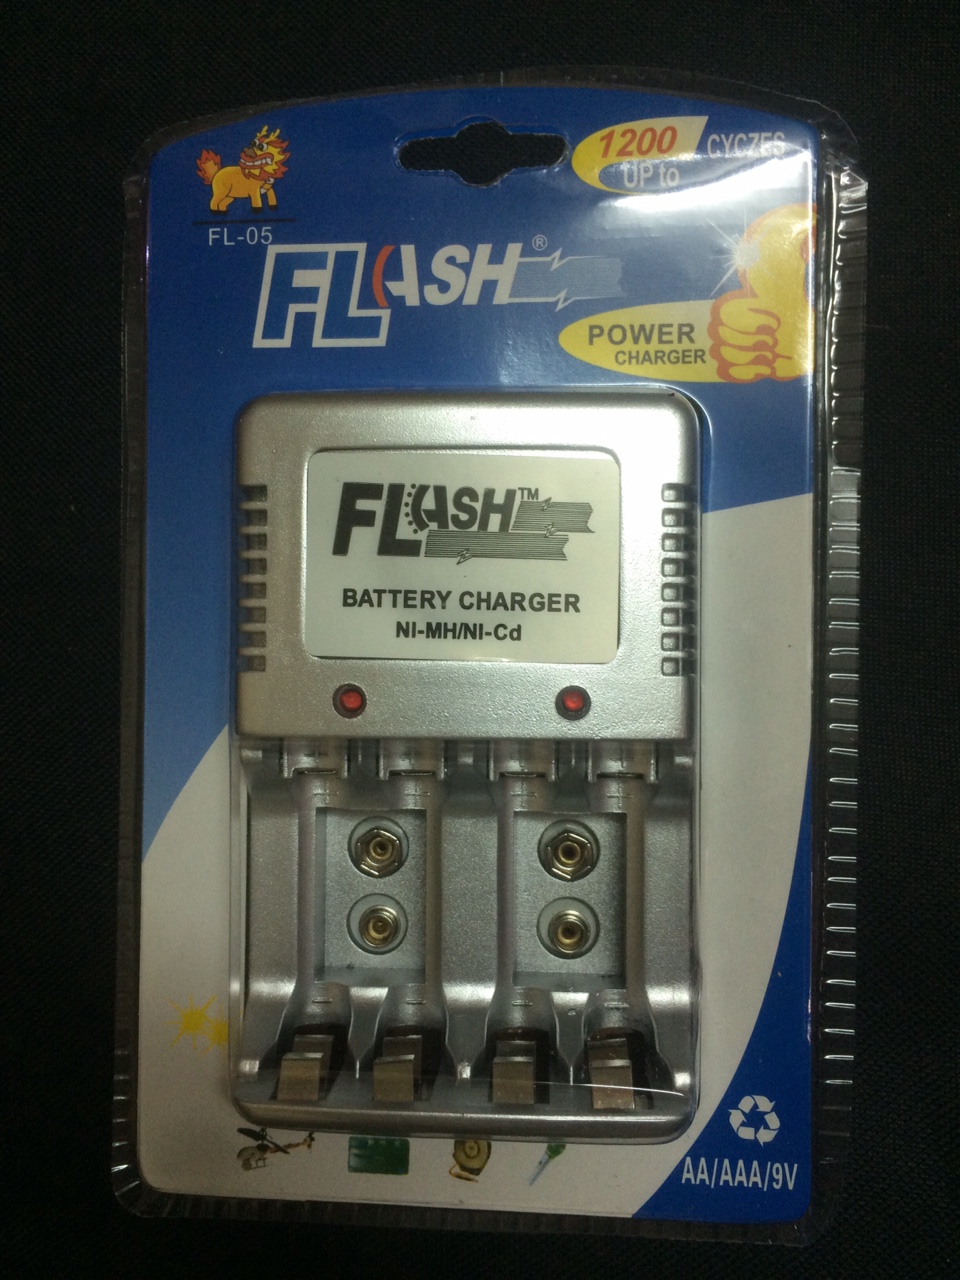 1200 CYCZES
UP to
FL-05
FLASH®
POWER
CHARGER
FLASH™
BATTERY CHARGER
NI-MH/NI-Cd
AA/AAA/9V